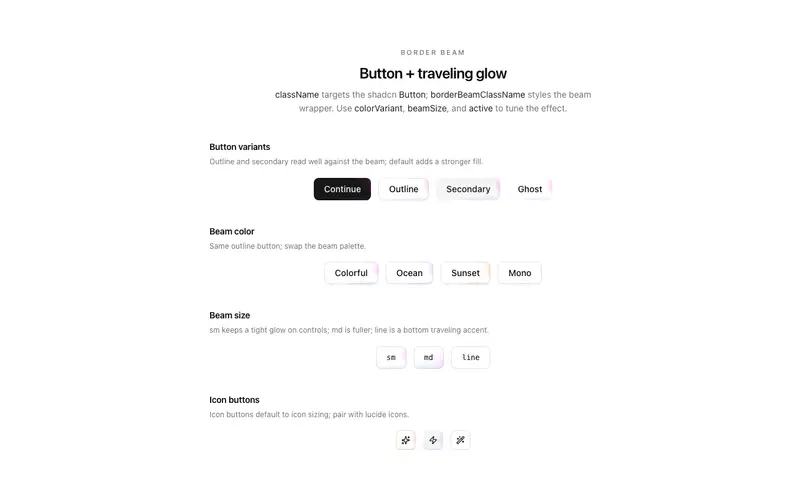 BORDER BEAM
Button + traveling glow
className targets the shadcn Button; borderBeamClassName styles the beam
wrapper. Use colorVariant, beamSize, and active to tune the effect.
Button variants
Outline and secondary read well against the beam; default adds a stronger fill.
Continue Outline Secondary Ghost
Beam color
Same outline button; swap the beam palette.
Colorful Ocean Sunset Mono
Beam size
sm keeps a tight glow on controls; md is fuller; line is a bottom traveling accent.
sm md line
Icon buttons
Icon buttons default to icon sizing; pair with lucide icons.